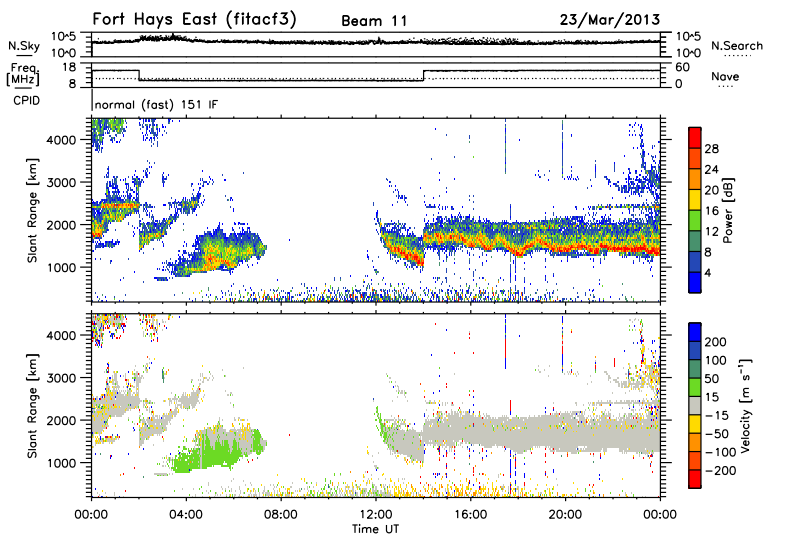 Fort Hays East (fitacf3) Beam 11 23/Mar/2013
N.Sky 10^5 10^0 10^5 10^0 N.Search
Freq. [MHz] 18 8 60 0 Nave
CPID normal (fast) 151 IF
Slant Range [km]
4000
3000
2000
1000
28
24
20
16
12
8
4
Power [dB]
Slant Range [km]
4000
3000
2000
1000
200
100
50
15
−15
−50
−100
−200
Velocity [m s⁻¹]
00:00 04:00 08:00 12:00 16:00 20:00 00:00
Time UT